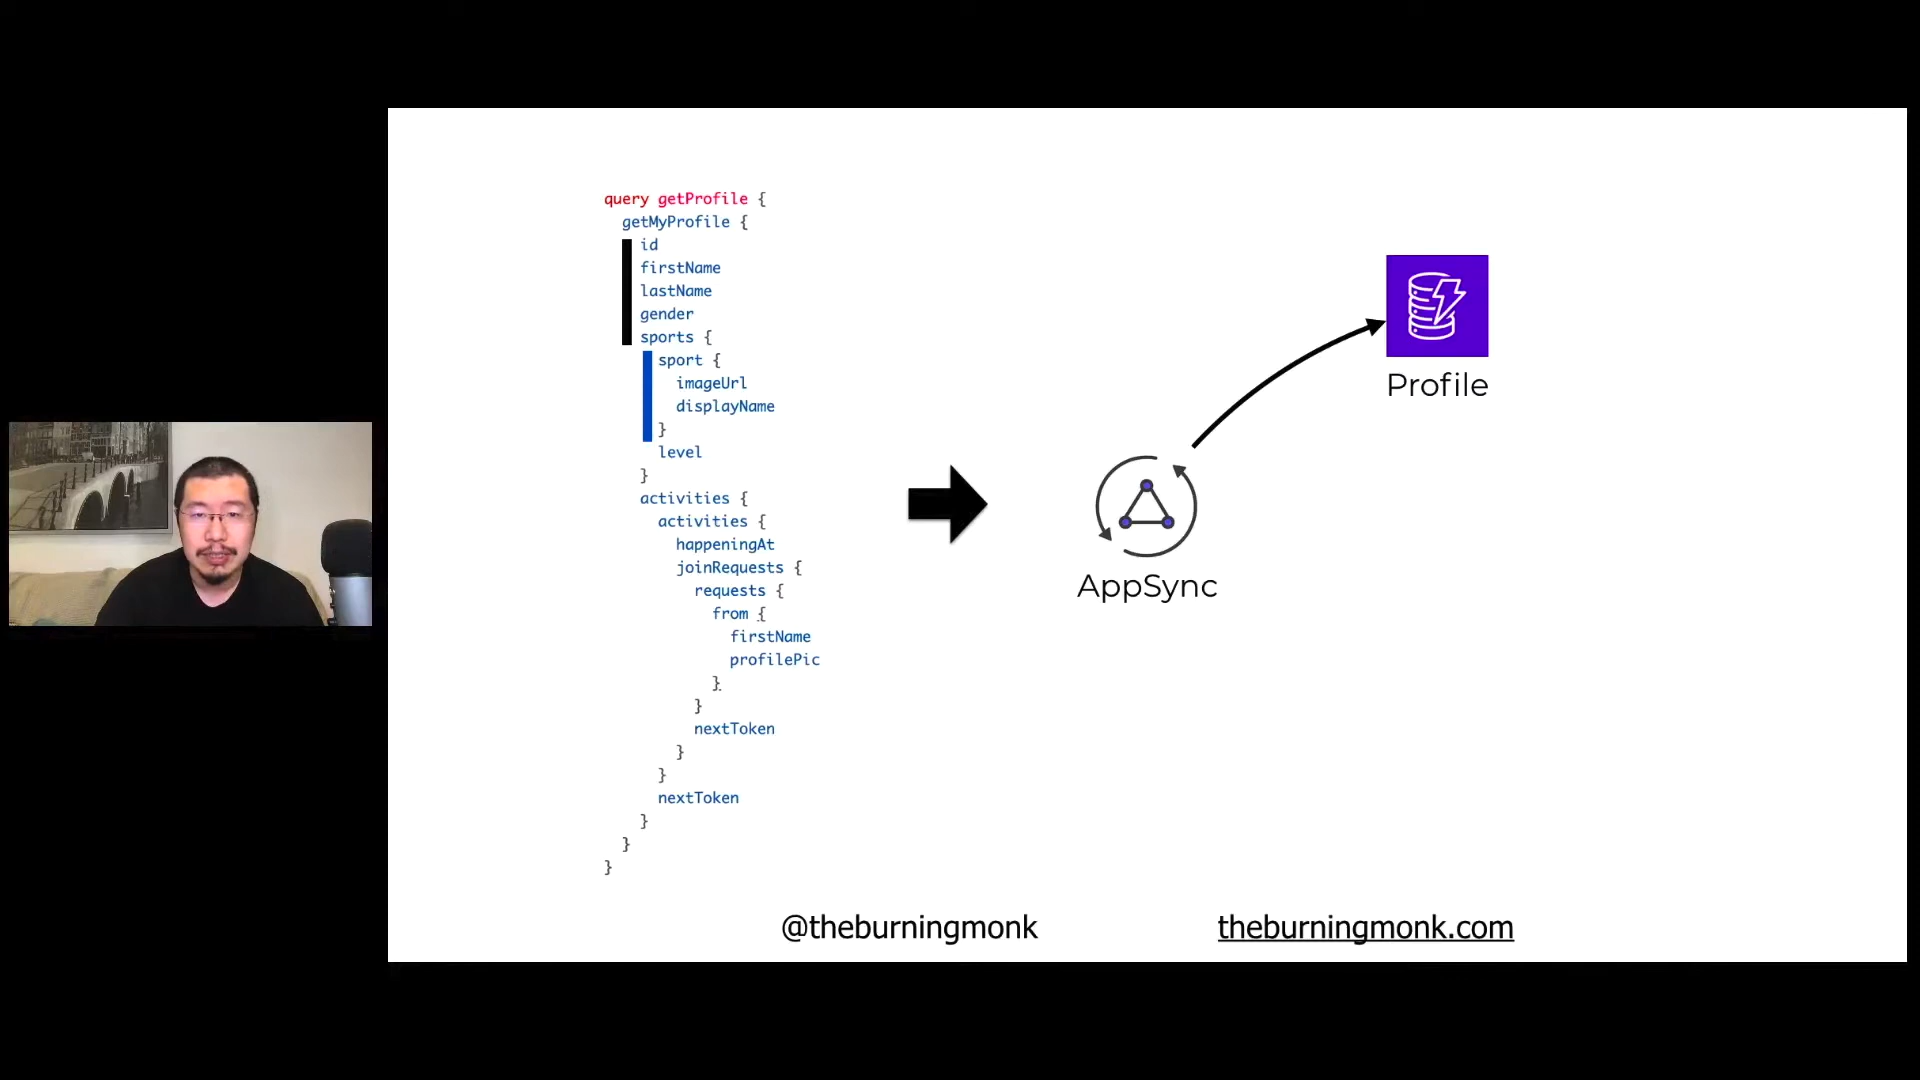 query getProfile {
getMyProfile {
id
firstName
lastName
gender
sports {
sport {
imageUrl
displayName
}
level
}
activities {
activities {
happeningAt
joinRequests {
requests {
from {
firstName
profilePic
}
}
nextToken
}
}
nextToken
}
}
}
Profile
AppSync
@theburningmonk
theburningmonk.com